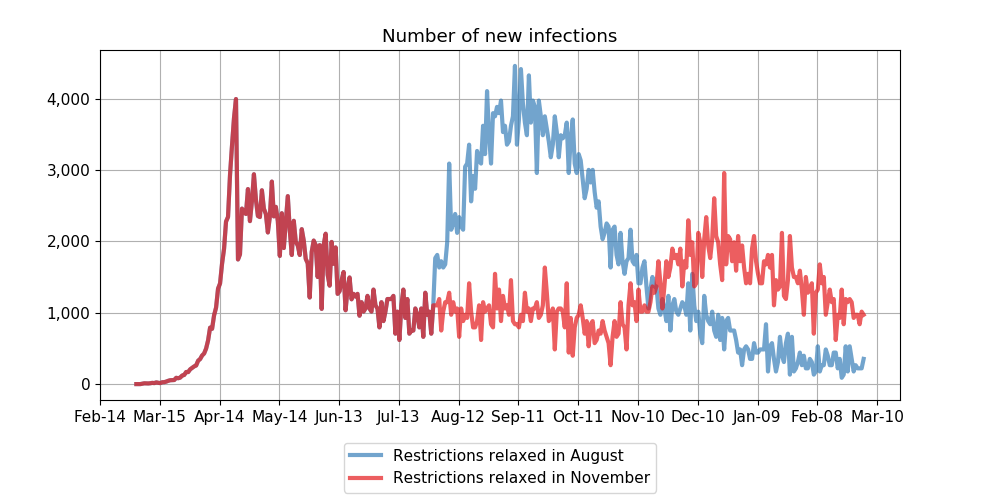 Number of new infections
4,000
3,000
2,000
1,000
0
Feb-14 Mar-15 Apr-14 May-14 Jun-13 Jul-13 Aug-12 Sep-11 Oct-11 Nov-10 Dec-10 Jan-09 Feb-08 Mar-10
Restrictions relaxed in August
Restrictions relaxed in November